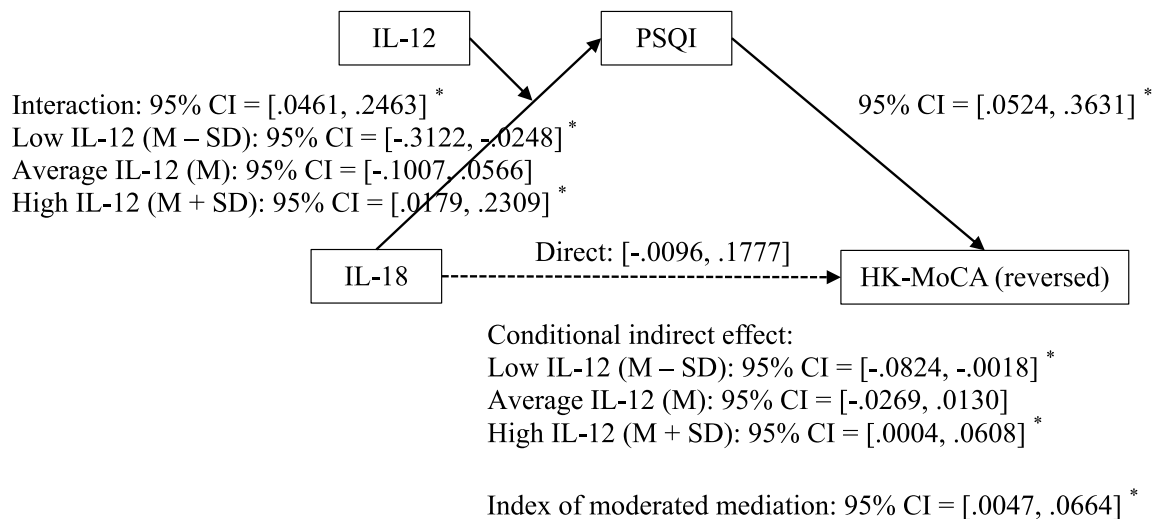 IL-12
PSQI
Interaction: 95% CI = [.0461, .2463] *
Low IL-12 (M – SD): 95% CI = [-.3122, -.0248] *
Average IL-12 (M): 95% CI = [-.1007, .0566]
High IL-12 (M + SD): 95% CI = [.0179, .2309] *
95% CI = [.0524, .3631] *
Direct: [-.0096, .1777]
IL-18
HK-MoCA (reversed)
Conditional indirect effect:
Low IL-12 (M – SD): 95% CI = [-.0824, -.0018] *
Average IL-12 (M): 95% CI = [-.0269, .0130]
High IL-12 (M + SD): 95% CI = [.0004, .0608] *
Index of moderated mediation: 95% CI = [.0047, .0664] *